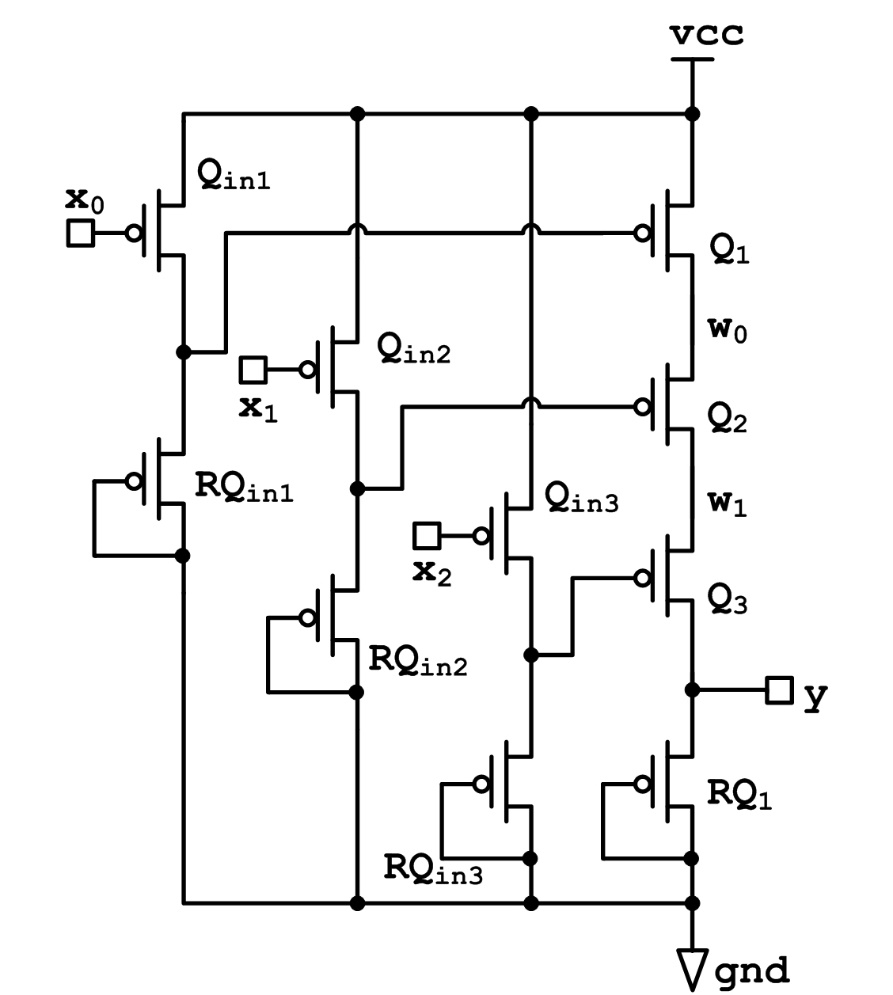 vcc
Qin1
x0
Q1
w0
Qin2
x1
Q2
RQin1
Qin3
w1
x2
Q3
RQin2
y
RQ1
RQin3
gnd